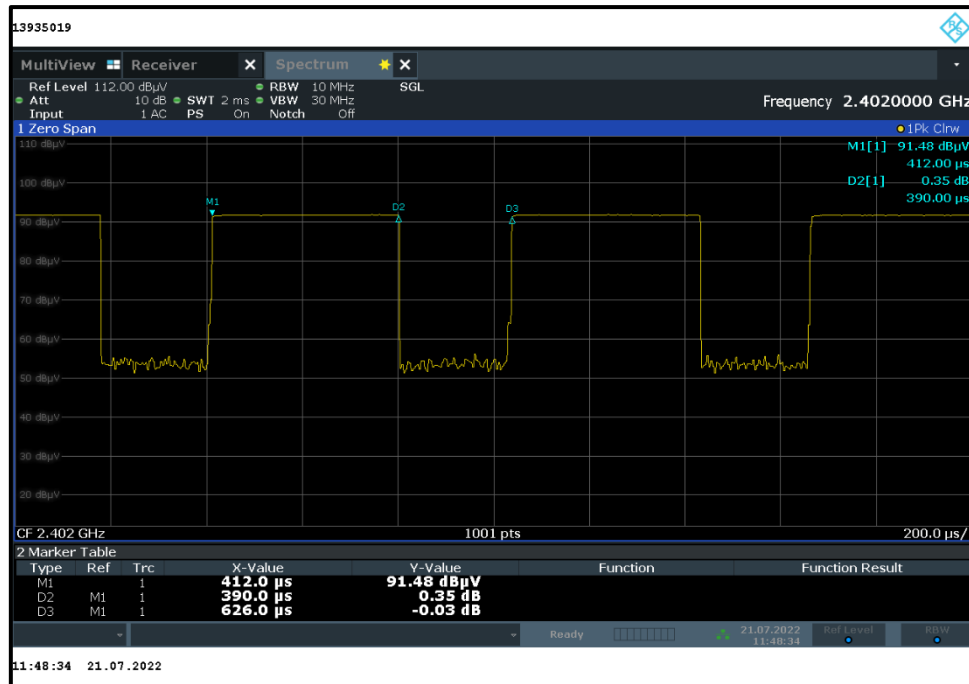 13935019
MultiView Receiver X Spectrum X
Ref Level 112.00 dBµV RBW 10 MHz SGL
Att 10 dB SWT 2 ms VBW 30 MHz
Input 1 AC PS On Notch Off Frequency 2.4020000 GHz
1 Zero Span 1Pk Clrw
110 dBµV M1[1] 91.48 dBµV
412.00 µs
100 dBµV D2[1] 0.35 dB
390.00 µs
M1 D2 D3
90 dBµV
80 dBµV
70 dBµV
60 dBµV
50 dBµV
40 dBµV
30 dBµV
20 dBµV
CF 2.402 GHz 1001 pts 200.0 µs/
2 Marker Table
Type Ref Trc X-Value Y-Value Function Function Result
M1 1 412.0 µs 91.48 dBµV
D2 M1 1 390.0 µs 0.35 dB
D3 M1 1 626.0 µs -0.03 dB
Ready 21.07.2022 11:48:34 Ref Level RBW
11:48:34 21.07.2022